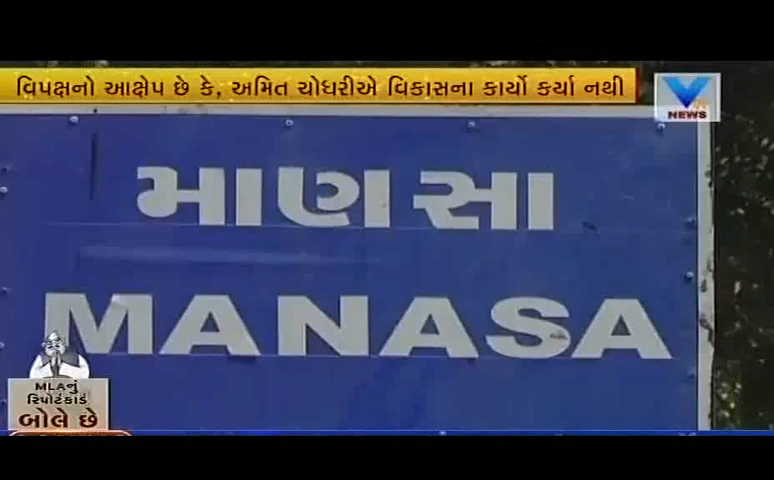 વિપક્ષનો આક્ષેપ છે કે, અમિત ચોધરીએ વિકાસના કાર્યો કર્યા નથી
V
NEWS
માણસા
MANASA
MLAનું
રિપોર્ટકાર્ડ
બોલે છે